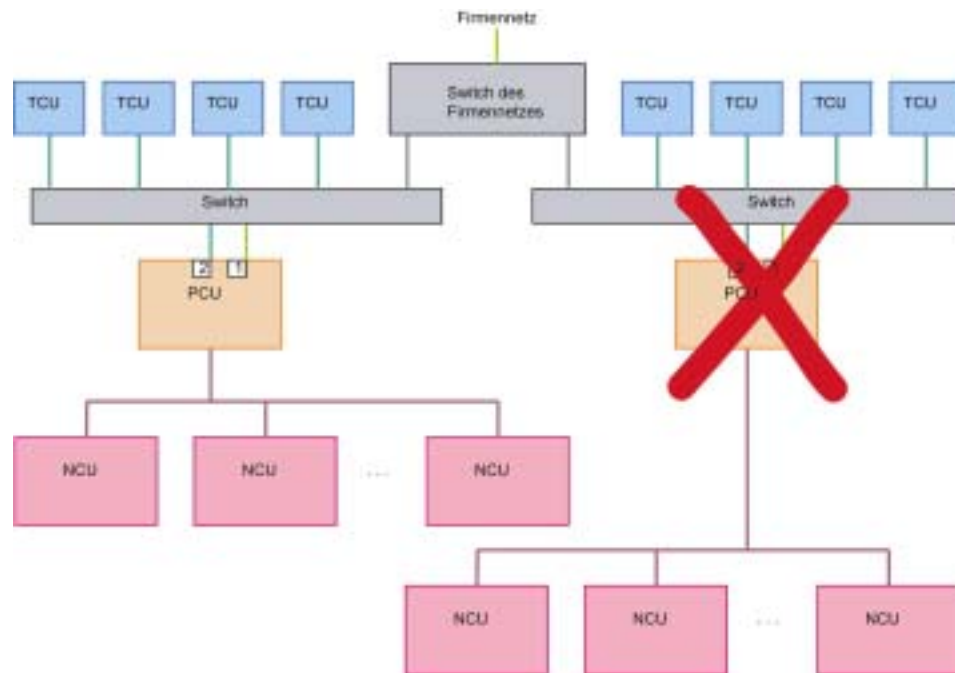 Firmennetz
TCU
TCU
TCU
TCU
Switch des
Firmennetzes
TCU
TCU
TCU
TCU
Switch
Switch
2
1
PCU
NCU
NCU
. . .
NCU
NCU
NCU
. . .
NCU